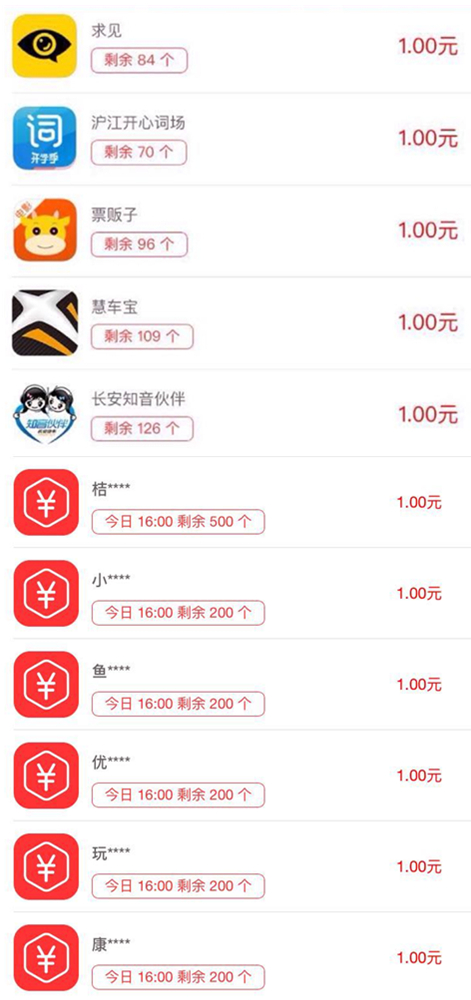 求见
剩余 84 个
1.00元
词
开学季
沪江开心词场
剩余 70 个
1.00元
电影
票贩子
剩余 96 个
1.00元
慧车宝
剩余 109 个
1.00元
知音伙伴
长安知音伙伴
剩余 126 个
1.00元
¥
桔****
今日 16:00 剩余 500 个
1.00元
¥
小****
今日 16:00 剩余 200 个
1.00元
¥
鱼****
今日 16:00 剩余 200 个
1.00元
¥
优****
今日 16:00 剩余 200 个
1.00元
¥
玩****
今日 16:00 剩余 200 个
1.00元
¥
康****
今日 16:00 剩余 200 个
1.00元